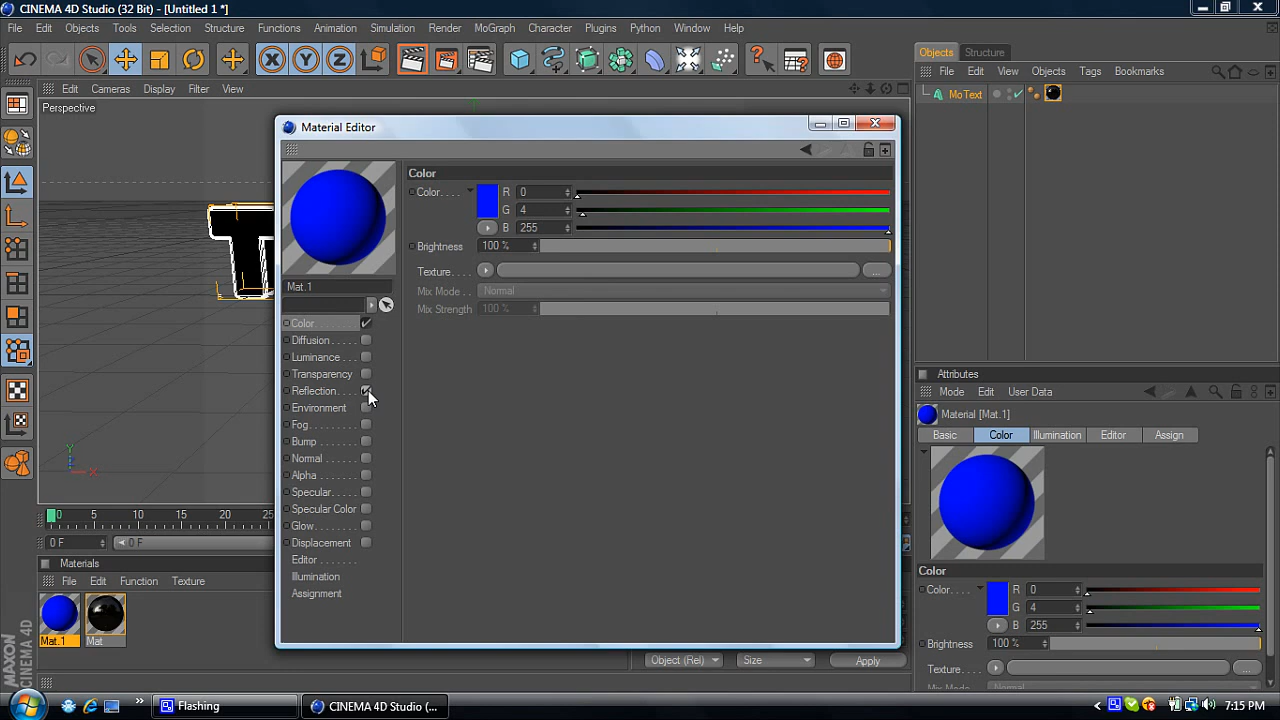 CINEMA 4D Studio (32 Bit) - [Untitled 1 *]
File Edit Objects Tools Selection Structure Functions Animation Simulation Render MoGraph Character Plugins Python Window Help
Objects Structure
File Edit View Objects Tags Bookmarks
MoText
Edit Cameras Display Filter View
Perspective
Material Editor
Color
Color. . . . R 0
G 4
B 255
Brightness 100 %
Texture. . . . ...
Mix Mode . . Normal
Mix Strength 100 %
Mat.1
Color . . . . . . .
Diffusion . . . . .
Luminance . . .
Transparency
Reflection. . . .
Environment
Fog. . . . . . . .
Bump . . . . . .
Normal . . . . .
Alpha . . . . . .
Specular. . . . .
Specular Color
Glow. . . . . . .
Displacement
Editor . . . . . .
Illumination
Assignment
T
Y
X
0 5 10 15 20
0 F 0 F
Materials
File Edit Function Texture
Mat.1 Mat
Object (Rel) Size Apply
MAXON
CINEMA 4D
Attributes
Mode Edit User Data
Material [Mat.1]
Basic Color Illumination Editor Assign
Color
Color. . . . R 0
G 4
B 255
Brightness 100 %
Texture. . . . ...
Mix Mode . . Normal
Flashing CINEMA 4D Studio (... 7:15 PM